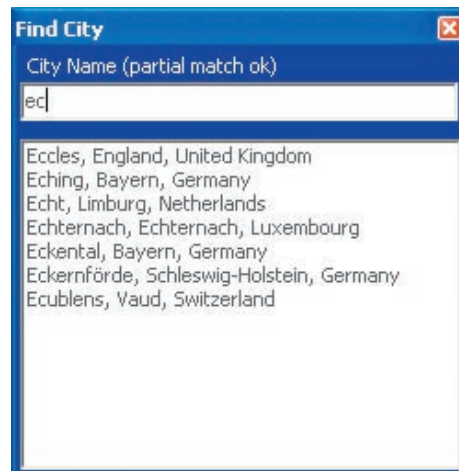 Find City
City Name (partial match ok)
ec
Eccles, England, United Kingdom
Eching, Bayern, Germany
Echt, Limburg, Netherlands
Echternach, Echternach, Luxembourg
Eckental, Bayern, Germany
Eckernförde, Schleswig-Holstein, Germany
Ecublens, Vaud, Switzerland